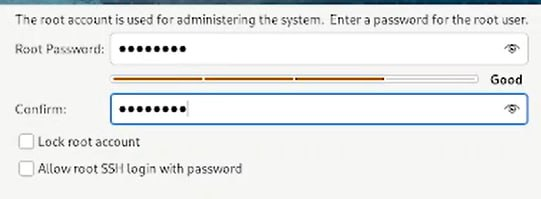 The root account is used for administering the system. Enter a password for the root user.
Root Password: ••••••••
Good
Confirm: ••••••••
Lock root account
Allow root SSH login with password